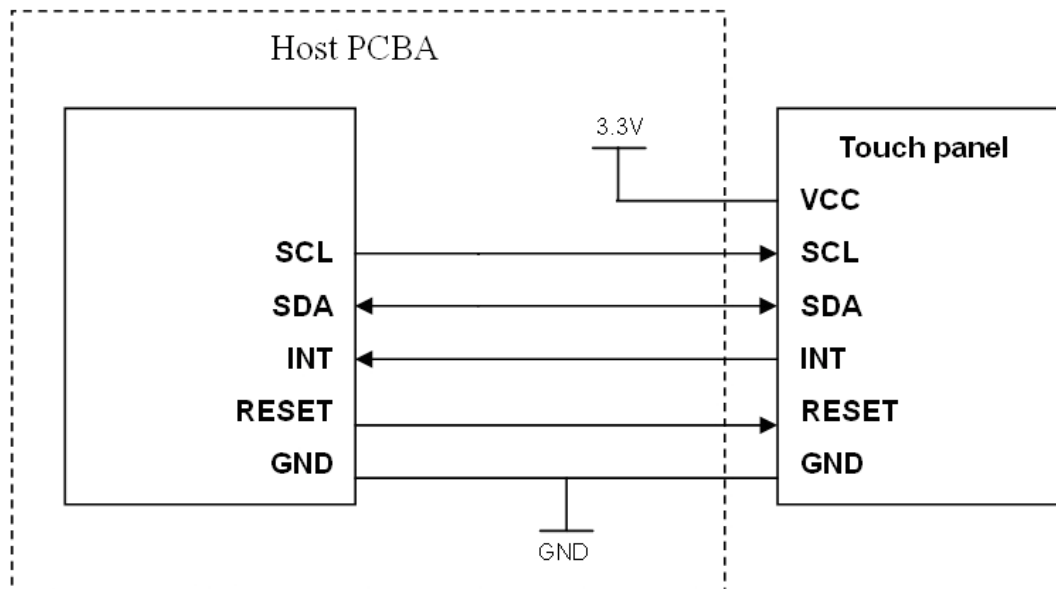 Host PCBA
3.3V
Touch panel
VCC
SCL
SCL
SDA
SDA
INT
INT
RESET
RESET
GND
GND
GND